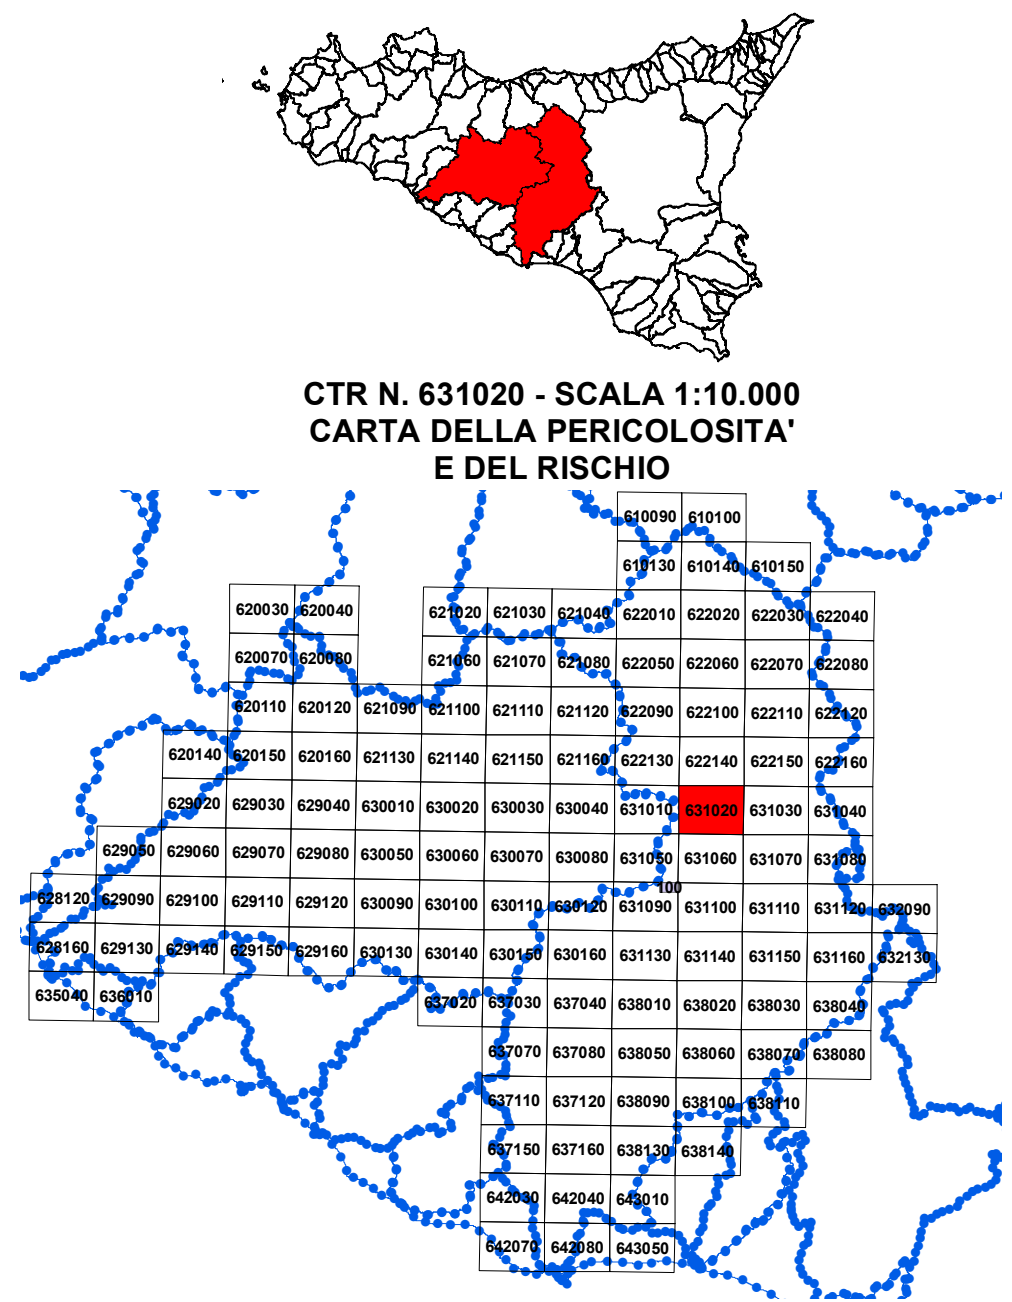 CTR N. 631020 - SCALA 1:10.000
CARTA DELLA PERICOLOSITA'
E DEL RISCHIO
610090 610100
610130 610140 610150
620030 620040 621020 621030 621040 622010 622020 622030 622040
620070 620080 621060 621070 621080 622050 622060 622070 622080
620110 620120 621090 621100 621110 621120 622090 622100 622110 622120
620140 620150 620160 621130 621140 621150 621160 622130 622140 622150 622160
629020 629030 629040 630010 630020 630030 630040 631010 631020 631030 631040
629050 629060 629070 629080 630050 630060 630070 630080 631050 631060 631070 631080
100
628120 629090 629100 629110 629120 630090 630100 630110 630120 631090 631100 631110 631120 632090
628160 629130 629140 629150 629160 630130 630140 630150 630160 631130 631140 631150 631160 632130
635040 636010 637020 637030 637040 638010 638020 638030 638040
637070 637080 638050 638060 638070 638080
637110 637120 638090 638100 638110
637150 637160 638130 638140
642030 642040 643010
642070 642080 643050